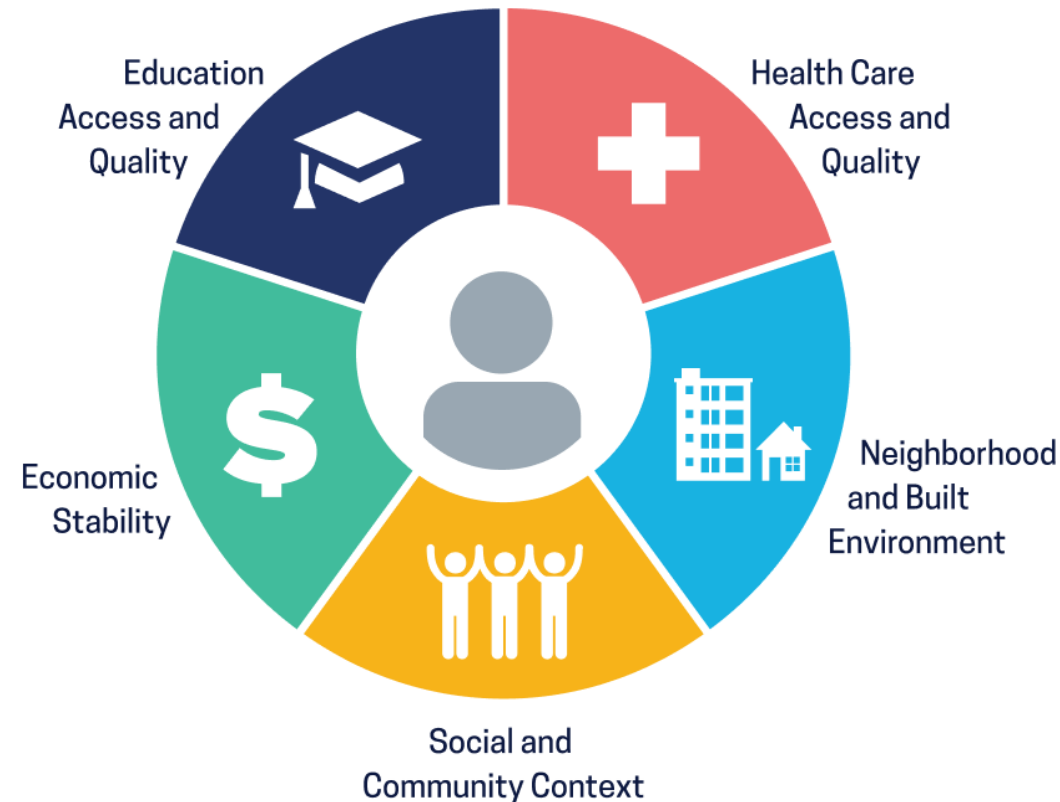 Education
Access and
Quality
Health Care
Access and
Quality
Economic
Stability
Neighborhood
and Built
Environment
Social and
Community Context